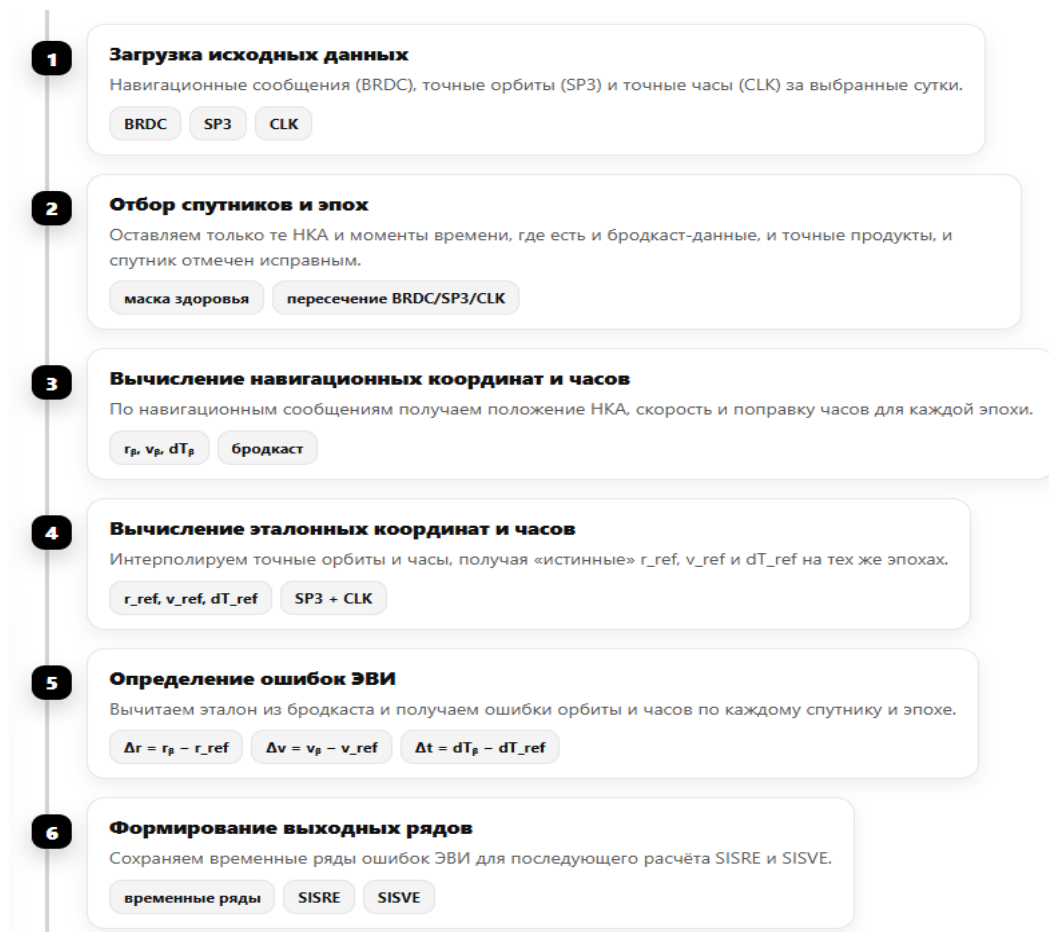 1
Загрузка исходных данных
Навигационные сообщения (BRDC), точные орбиты (SP3) и точные часы (CLK) за выбранные сутки.
BRDC SP3 CLK
2
Отбор спутников и эпох
Оставляем только те НКА и моменты времени, где есть и бродкаст-данные, и точные продукты, и
спутник отмечен исправным.
маска здоровья пересечение BRDC/SP3/CLK
3
Вычисление навигационных координат и часов
По навигационным сообщениям получаем положение НКА, скорость и поправку часов для каждой эпохи.
rᵦ, vᵦ, dTᵦ бродкаст
4
Вычисление эталонных координат и часов
Интерполируем точные орбиты и часы, получая «истинные» r_ref, v_ref и dT_ref на тех же эпохах.
r_ref, v_ref, dT_ref SP3 + CLK
5
Определение ошибок ЭВИ
Вычитаем эталон из бродкаста и получаем ошибки орбиты и часов по каждому спутнику и эпохе.
Δr = rᵦ − r_ref Δv = vᵦ − v_ref Δt = dTᵦ − dT_ref
6
Формирование выходных рядов
Сохраняем временные ряды ошибок ЭВИ для последующего расчёта SISRE и SISVE.
временные ряды SISRE SISVE